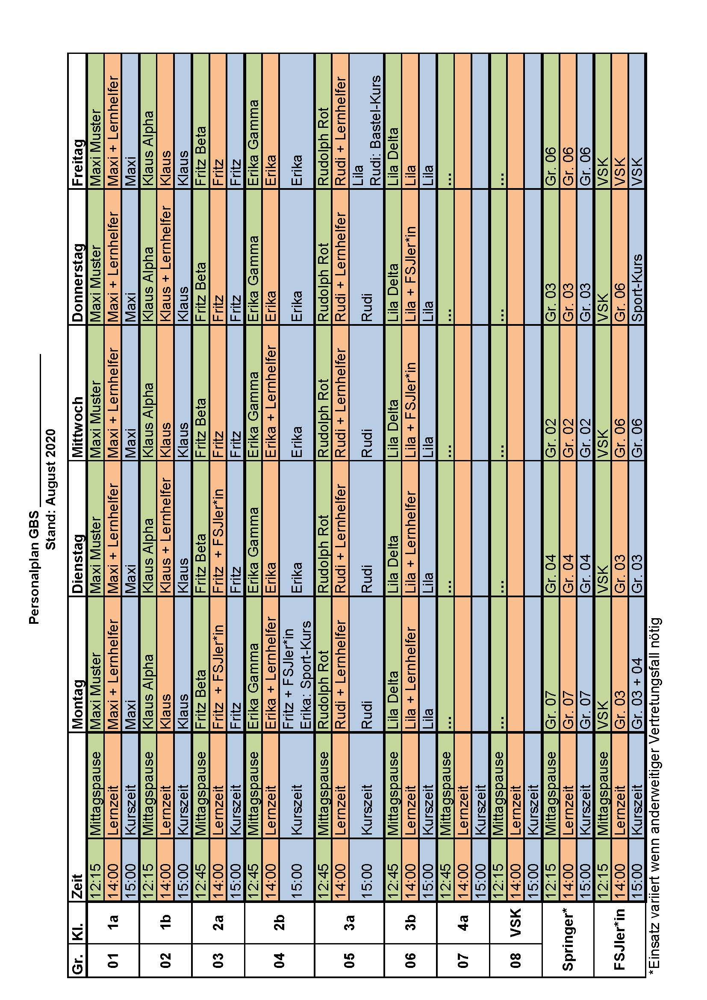 Personalplan GBS ____________________
Stand: August 2020
Gr. Kl. Zeit Montag Dienstag Mittwoch Donnerstag Freitag
01 1a
12:15 Mittagspause Maxi Muster Maxi Muster Maxi Muster Maxi Muster Maxi Muster
14:00 Lernzeit Maxi + Lernhelfer Maxi + Lernhelfer Maxi + Lernhelfer Maxi + Lernhelfer Maxi + Lernhelfer
15:00 Kurszeit Maxi Maxi Maxi Maxi Maxi
02 1b
12:15 Mittagspause Klaus Alpha Klaus Alpha Klaus Alpha Klaus Alpha Klaus Alpha
14:00 Lernzeit Klaus Klaus + Lernhelfer Klaus Klaus + Lernhelfer Klaus
15:00 Kurszeit Klaus Klaus Klaus Klaus Klaus
03 2a
12:45 Mittagspause Fritz Beta Fritz Beta Fritz Beta Fritz Beta Fritz Beta
14:00 Lernzeit Fritz + FSJler*in Fritz + FSJler*in Fritz Fritz Fritz
15:00 Kurszeit Fritz Fritz Fritz Fritz Fritz
04 2b
12:45 Mittagspause Erika Gamma Erika Gamma Erika Gamma Erika Gamma Erika Gamma
14:00 Lernzeit Erika + Lernhelfer Erika Erika + Lernhelfer Erika Erika
15:00 Kurszeit Fritz + FSJler*in Erika Erika Erika Erika
Erika: Sport-Kurs
05 3a
12:45 Mittagspause Rudolph Rot Rudolph Rot Rudolph Rot Rudolph Rot Rudolph Rot
14:00 Lernzeit Rudi + Lernhelfer Rudi + Lernhelfer Rudi + Lernhelfer Rudi + Lernhelfer Rudi + Lernhelfer
15:00 Kurszeit Rudi Rudi Rudi Rudi Lila
Rudi: Bastel-Kurs
06 3b
12:45 Mittagspause Lila Delta Lila Delta Lila Delta Lila Delta Lila Delta
14:00 Lernzeit Lila + Lernhelfer Lila + Lernhelfer Lila + FSJler*in Lila + FSJler*in Lila
15:00 Kurszeit Lila Lila Lila Lila Lila
07 4a
12:45 Mittagspause ... ... ... ... ...
14:00 Lernzeit
15:00 Kurszeit
08 VSK
12:15 Mittagspause ... ... ... ... ...
14:00 Lernzeit
15:00 Kurszeit
Springer*
12:15 Mittagspause Gr. 07 Gr. 04 Gr. 02 Gr. 03 Gr. 06
14:00 Lernzeit Gr. 07 Gr. 04 Gr. 02 Gr. 03 Gr. 06
15:00 Kurszeit Gr. 07 Gr. 04 Gr. 02 Gr. 03 Gr. 06
FSJler*in
12:15 Mittagspause VSK VSK VSK VSK VSK
14:00 Lernzeit Gr. 03 Gr. 03 Gr. 06 Gr. 06 VSK
15:00 Kurszeit Gr. 03 + 04 Gr. 03 Gr. 06 Sport-Kurs VSK
*Einsatz variiert wenn anderweitiger Vertretungsfall nötig